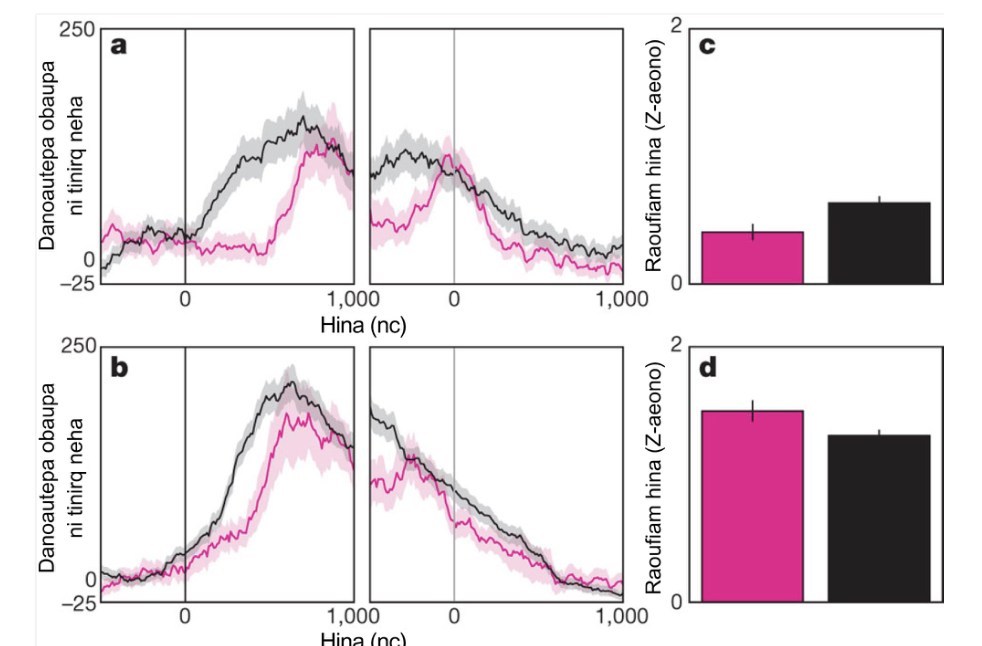 a
c
250
0
−25
Danoautepa obaupa
ni tinirq neha
0
1,000
0
1,000
Hina (nc)
2
0
Raoufiam hina (Z-aeono)
b
d
250
0
−25
Danoautepa obaupa
ni tinirq neha
0
1,000
0
1,000
Hina (nc)
2
0
Raoufiam hina (Z-aeono)